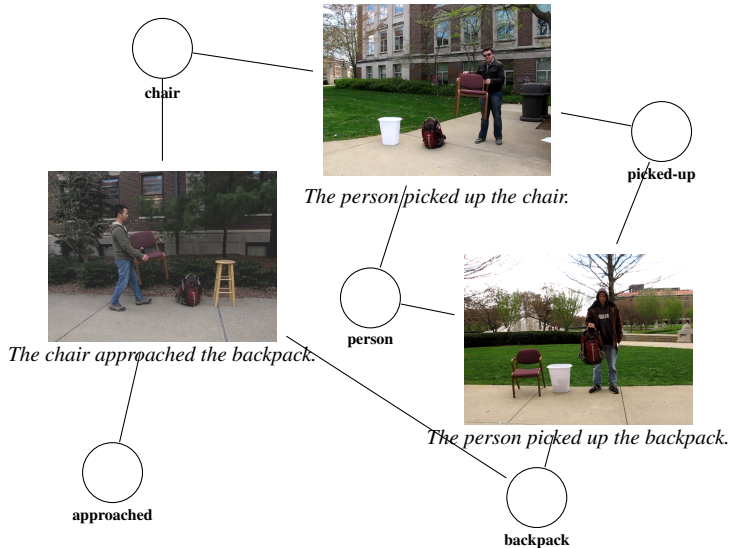 chair
picked-up
The person picked up the chair.
person
The chair approached the backpack.
The person picked up the backpack.
approached
backpack